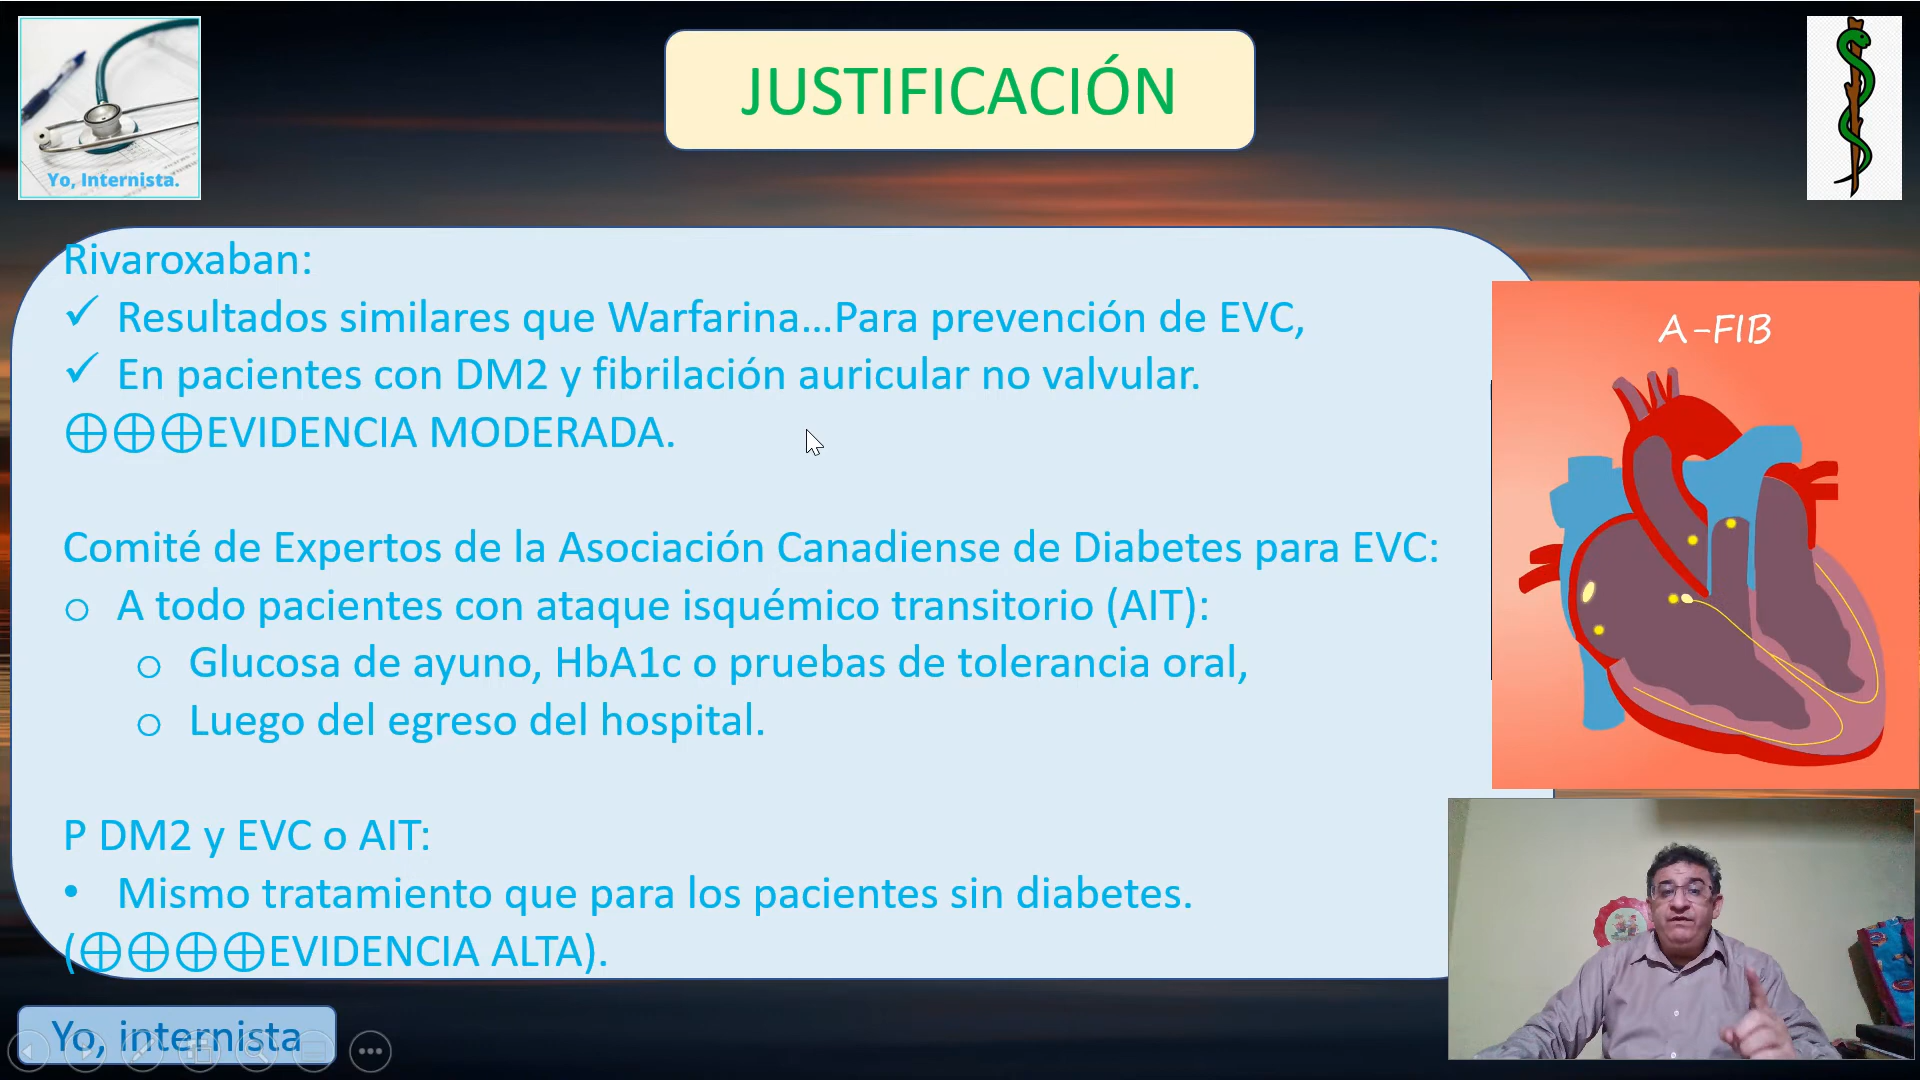 JUSTIFICACIÓN
Yo, Internista.
Rivaroxaban:
✓ Resultados similares que Warfarina...Para prevención de EVC,
✓ En pacientes con DM2 y fibrilación auricular no valvular.
⊕⊕⊕EVIDENCIA MODERADA.
A-FIB
Comité de Expertos de la Asociación Canadiense de Diabetes para EVC:
o A todo pacientes con ataque isquémico transitorio (AIT):
o Glucosa de ayuno, HbA1c o pruebas de tolerancia oral,
o Luego del egreso del hospital.
P DM2 y EVC o AIT:
• Mismo tratamiento que para los pacientes sin diabetes.
(⊕⊕⊕⊕EVIDENCIA ALTA).
Yo, internista